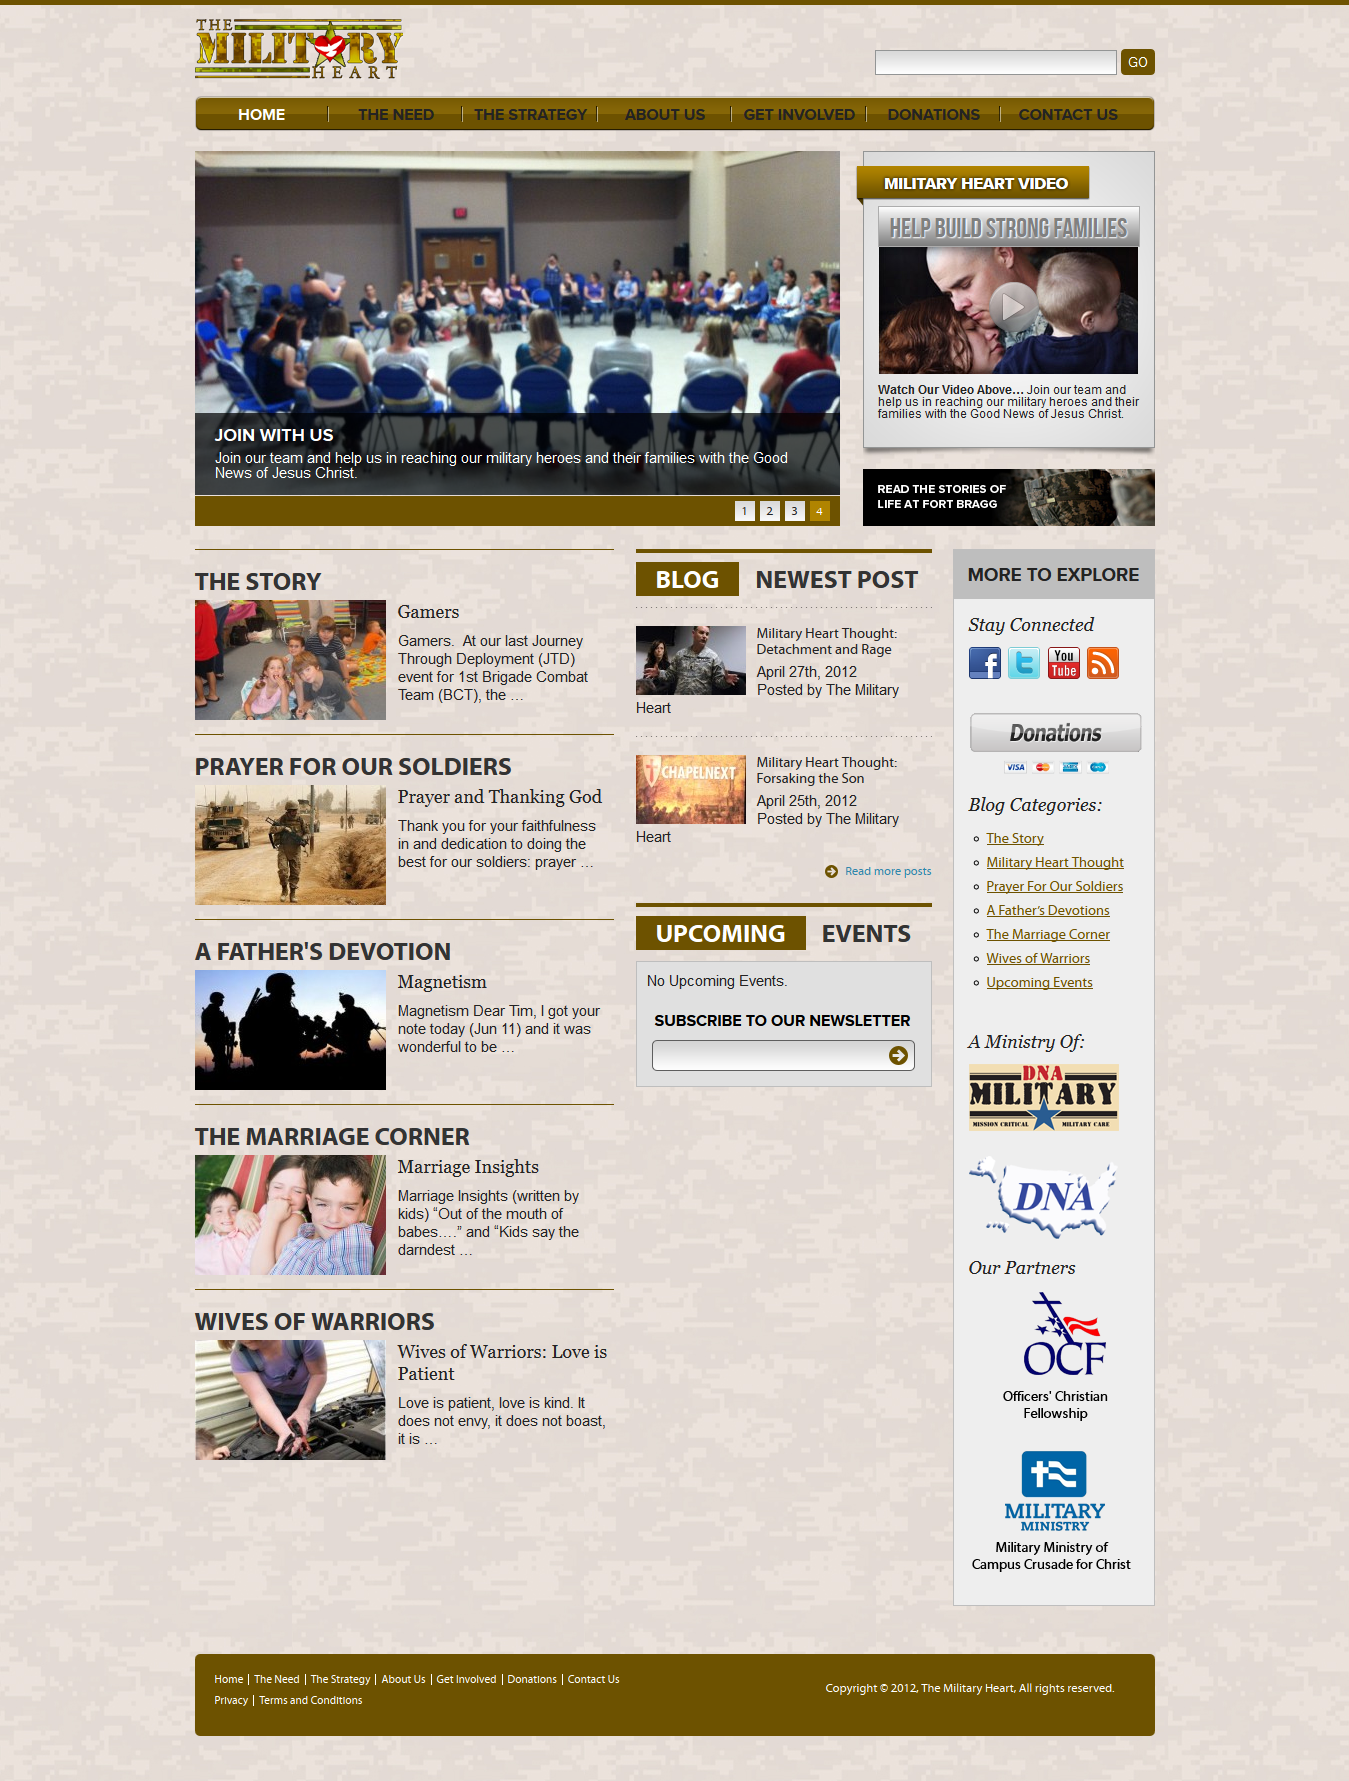 THE
MILITARY
HEART
GO
HOME
THE NEED
THE STRATEGY
ABOUT US
GET INVOLVED
DONATIONS
CONTACT US
JOIN WITH US
Join our team and help us in reaching our military heroes and their families with the Good
News of Jesus Christ.
1 2 3 4
MILITARY HEART VIDEO
HELP BUILD STRONG FAMILIES
Watch Our Video Above... Join our team and
help us in reaching our military heroes and their
families with the Good News of Jesus Christ.
READ THE STORIES OF
LIFE AT FORT BRAGG
THE STORY
Gamers
Gamers.  At our last Journey
Through Deployment (JTD)
event for 1st Brigade Combat
Team (BCT), the …
PRAYER FOR OUR SOLDIERS
Prayer and Thanking God
Thank you for your faithfulness
in and dedication to doing the
best for our soldiers: prayer …
A FATHER'S DEVOTION
Magnetism
Magnetism Dear Tim, I got your
note today (Jun 11) and it was
wonderful to be …
THE MARRIAGE CORNER
Marriage Insights
Marriage Insights (written by
kids) “Out of the mouth of
babes….” and “Kids say the
darndest …
WIVES OF WARRIORS
Wives of Warriors: Love is
Patient
Love is patient, love is kind. It
does not envy, it does not boast,
it is …
BLOG NEWEST POST
Military Heart Thought:
Detachment and Rage
April 27th, 2012
Posted by The Military
Heart
CHAPELNEXT
Military Heart Thought:
Forsaking the Son
April 25th, 2012
Posted by The Military
Heart
Read more posts
UPCOMING EVENTS
No Upcoming Events.
SUBSCRIBE TO OUR NEWSLETTER
MORE TO EXPLORE
Stay Connected
You
Tube
Donations
VISA
Blog Categories:
The Story
Military Heart Thought
Prayer For Our Soldiers
A Father’s Devotions
The Marriage Corner
Wives of Warriors
Upcoming Events
A Ministry Of:
DNA
MILITARY
MISSION CRITICAL MILITARY CARE
DNA
Our Partners
OCF
Officers' Christian
Fellowship
MILITARY
MINISTRY
Military Ministry of
Campus Crusade for Christ
Home | The Need | The Strategy | About Us | Get Involved | Donations | Contact Us
Privacy | Terms and Conditions
Copyright © 2012, The Military Heart, All rights reserved.